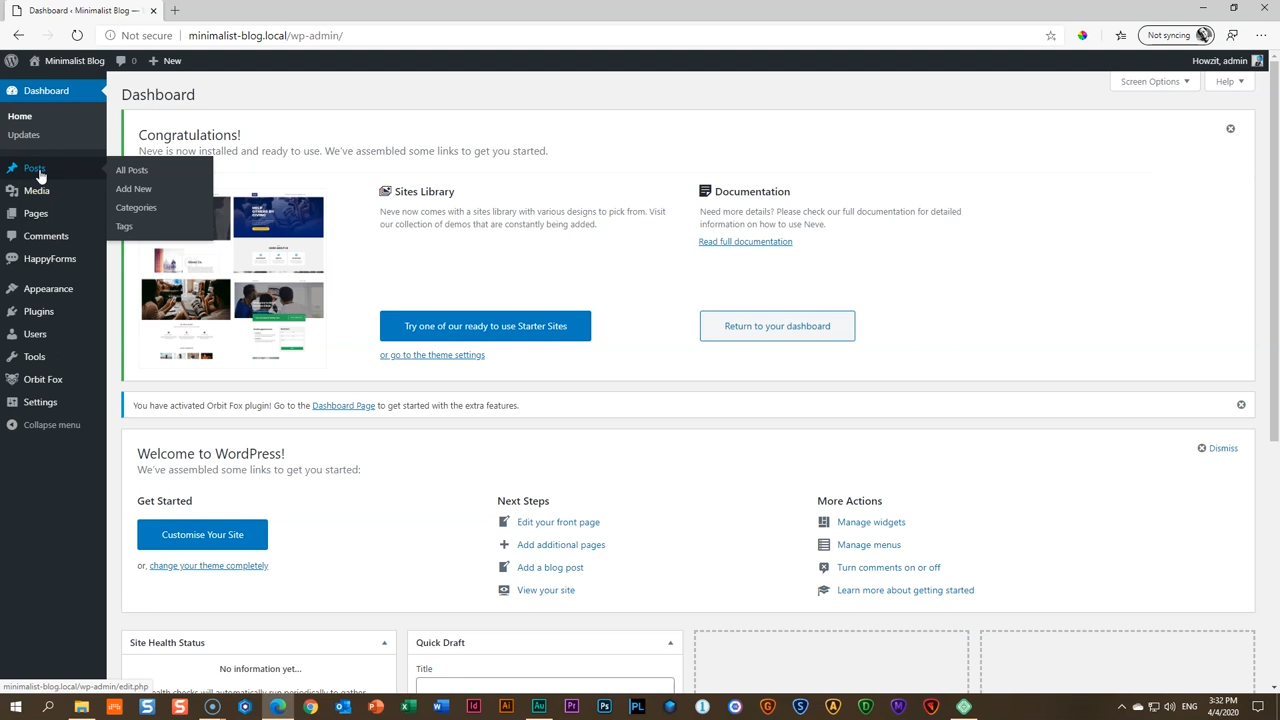 Dashboard ‹ Minimalist Blog — W
Not secure
minimalist-blog.local/wp-admin/
Not syncing
Minimalist Blog
0
New
Howzit, admin
Dashboard
Home
Updates
Posts
Media
Pages
Comments
HappyForms
Appearance
Plugins
Users
Tools
Orbit Fox
Settings
Collapse menu
All Posts
Add New
Categories
Tags
Dashboard
Screen Options
Help
Congratulations!
Neve is now installed and ready to use. We've assembled some links to get you started.
Sites Library
Neve now comes with a sites library with various designs to pick from. Visit
our collection of demos that are constantly being added.
Try one of our ready to use Starter Sites
or go to the theme settings
Documentation
Need more details? Please check our full documentation for detailed
information on how to use Neve.
Read full documentation
Return to your dashboard
You have activated Orbit Fox plugin! Go to the Dashboard Page to get started with the extra features.
Welcome to WordPress!
We've assembled some links to get you started:
Dismiss
Get Started
Customise Your Site
or, change your theme completely
Next Steps
Edit your front page
Add additional pages
Add a blog post
View your site
More Actions
Manage widgets
Manage menus
Turn comments on or off
Learn more about getting started
Site Health Status
No information yet...
health checks will automatically run periodically to gather
Quick Draft
Title
minimalist-blog.local/wp-admin/edit.php
3:32 PM
4/4/2020